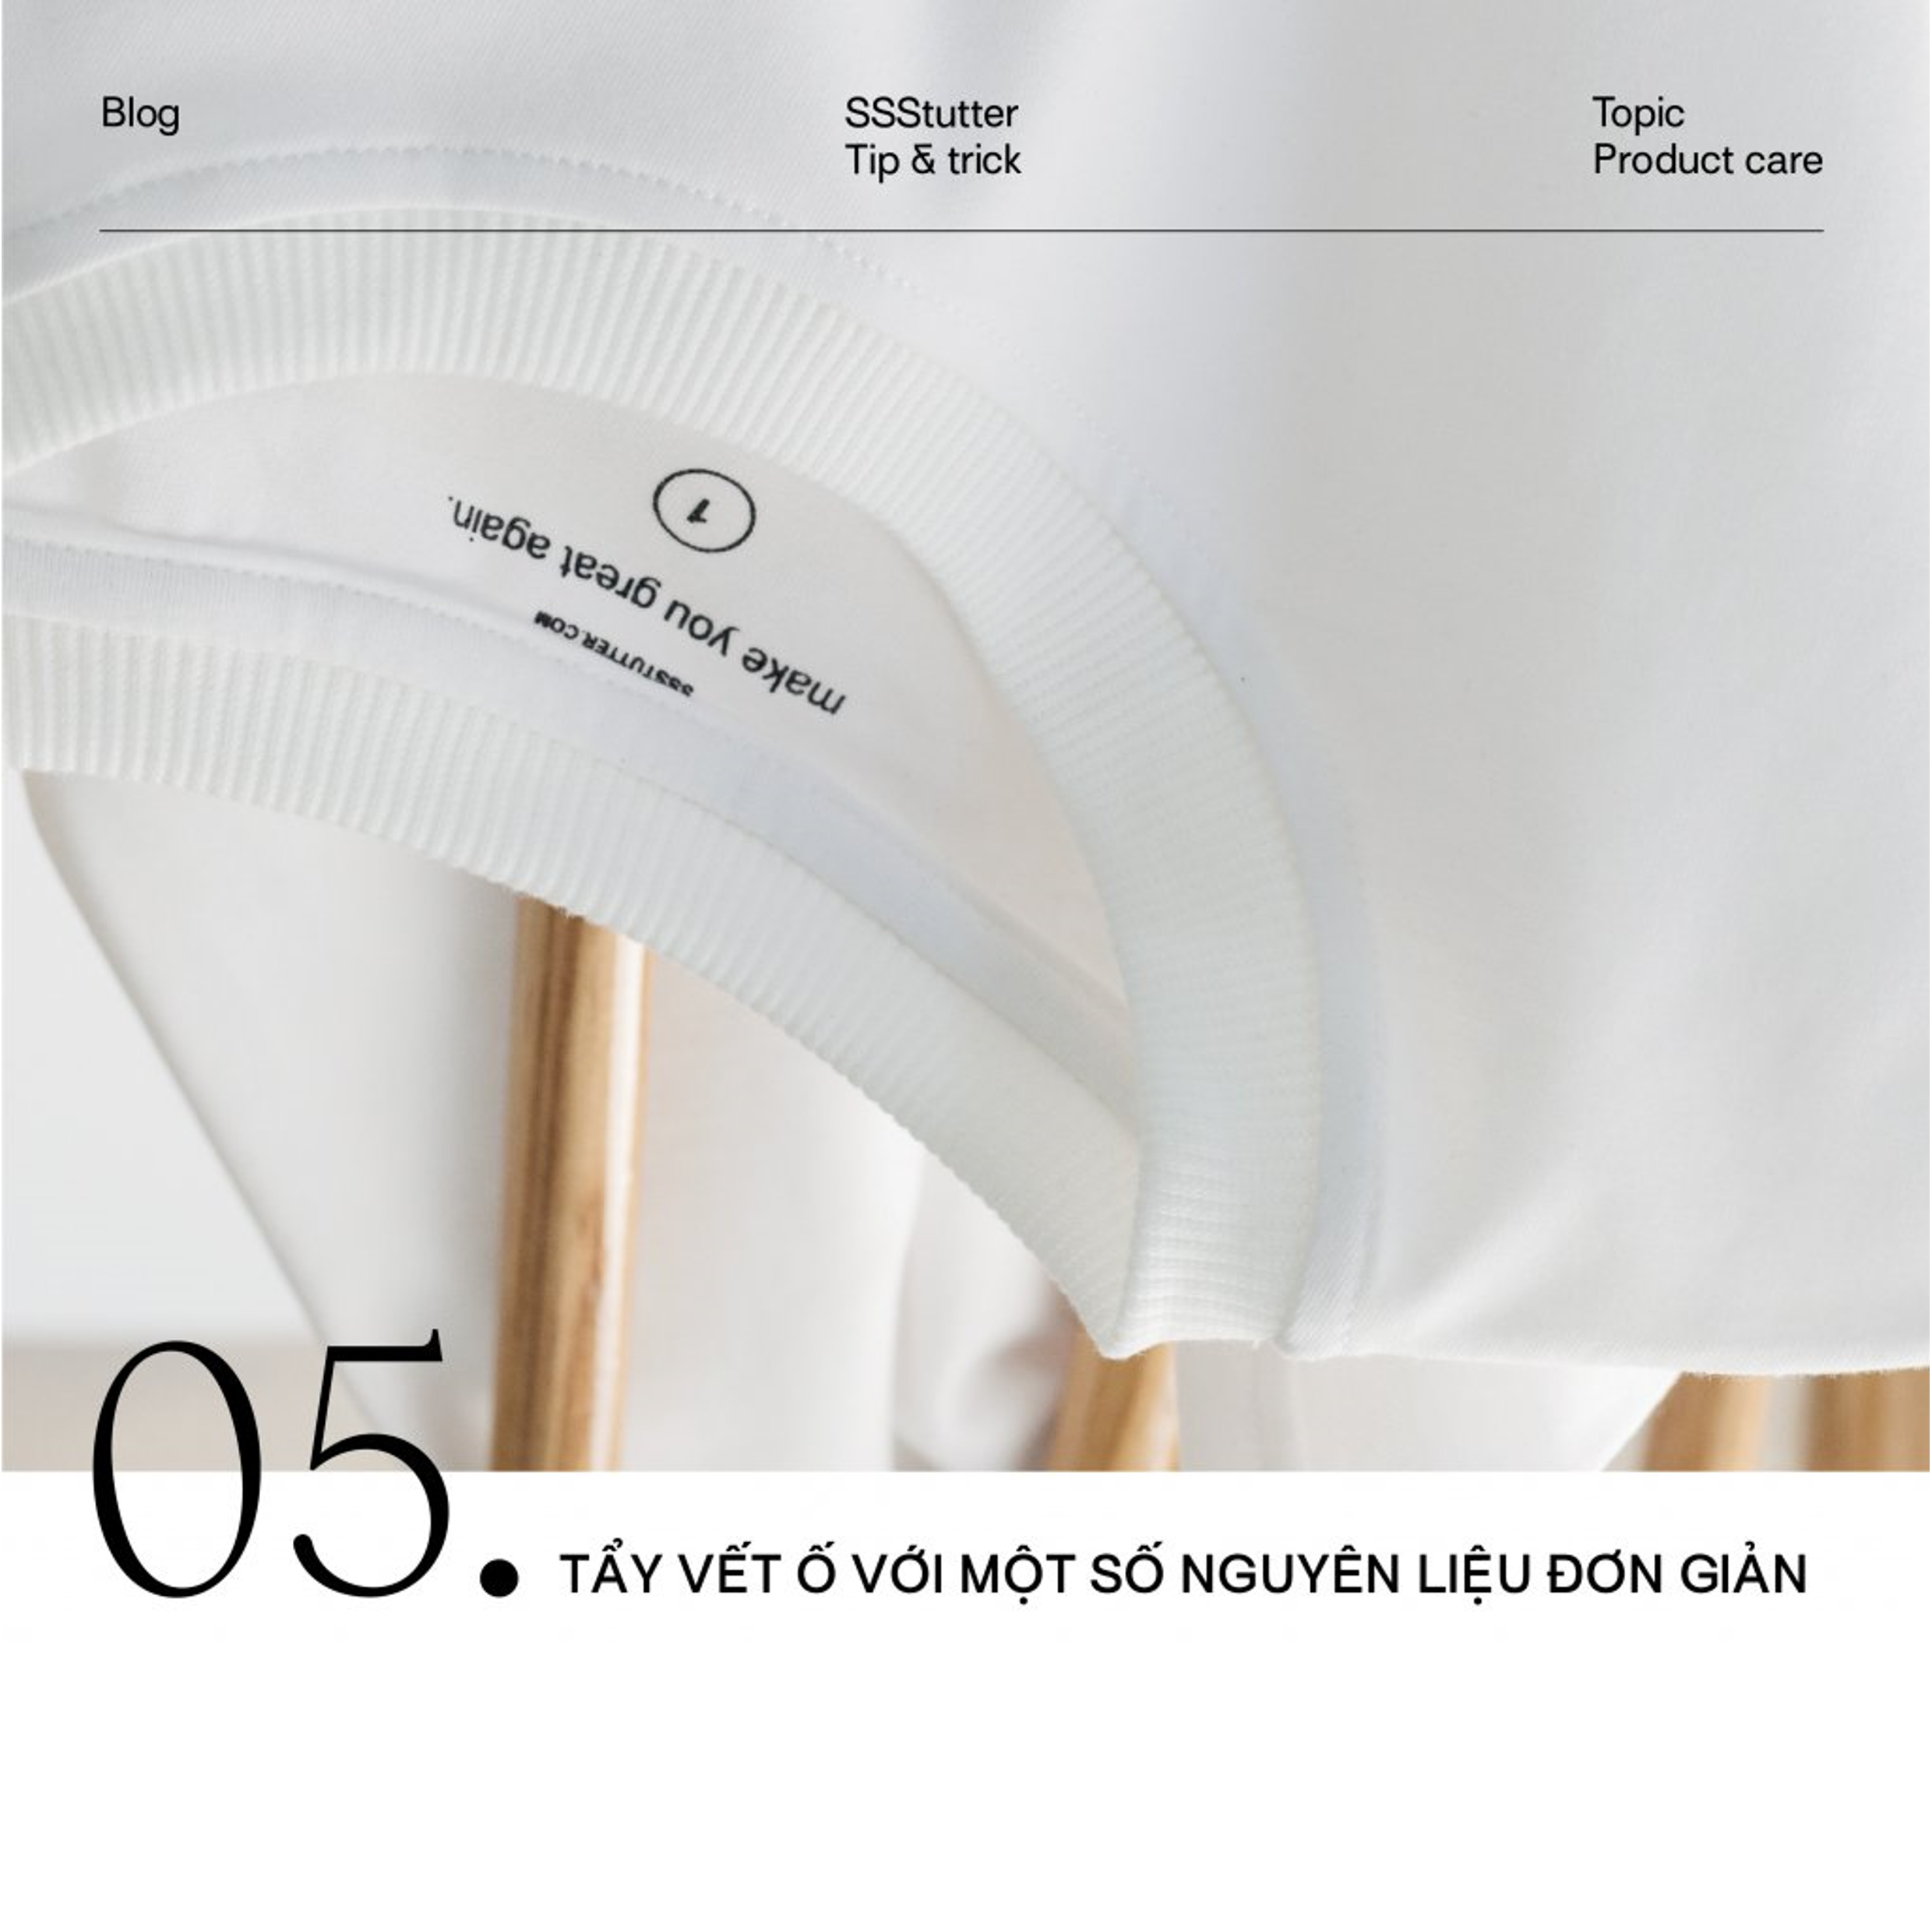 Blog
SSStutter
Tip & trick
Topic
Product care
1
make you great again.
SSSTUTTER.COM
05.
TẨY VẾT Ố VỚI MỘT SỐ NGUYÊN LIỆU ĐƠN GIẢN